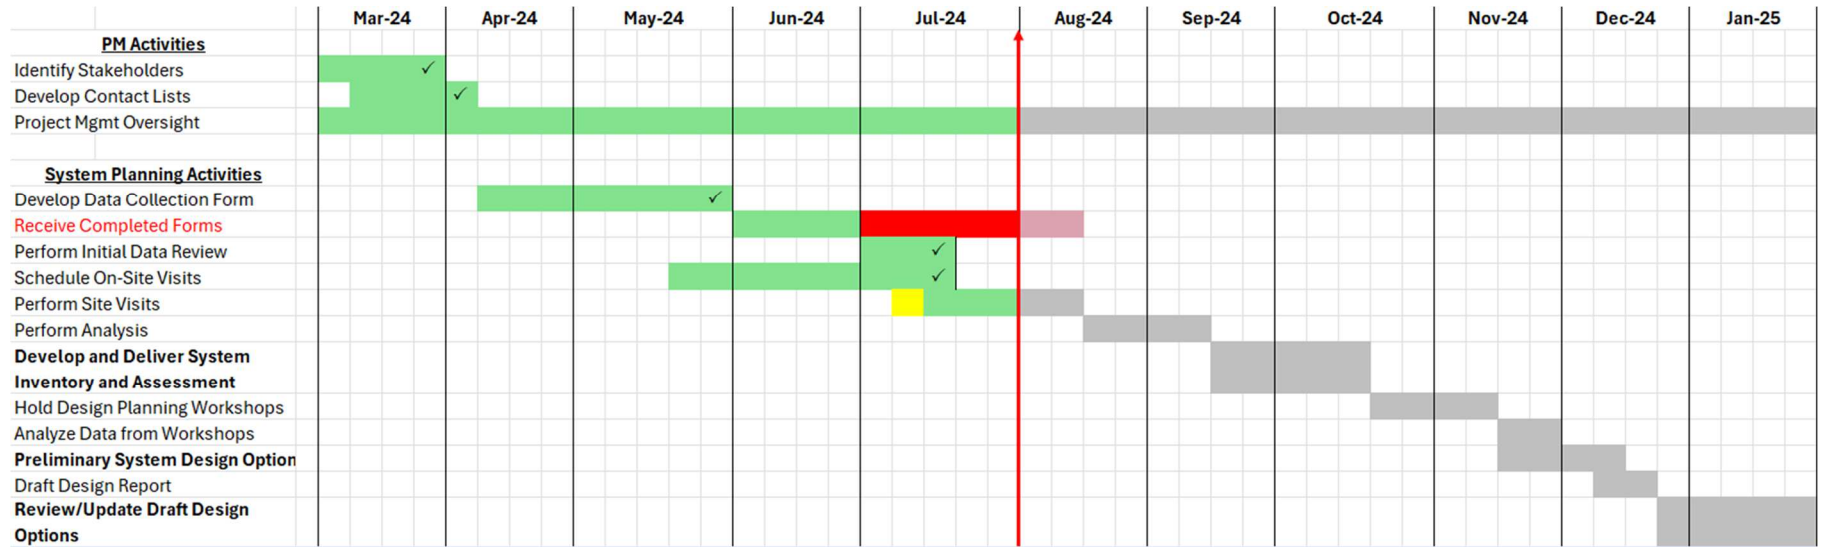 Mar-24 Apr-24 May-24 Jun-24 Jul-24 Aug-24 Sep-24 Oct-24 Nov-24 Dec-24 Jan-25
PM Activities
Identify Stakeholders ✓
Develop Contact Lists ✓
Project Mgmt Oversight
System Planning Activities
Develop Data Collection Form ✓
Receive Completed Forms
Perform Initial Data Review ✓
Schedule On-Site Visits ✓
Perform Site Visits
Perform Analysis
Develop and Deliver System
Inventory and Assessment
Hold Design Planning Workshops
Analyze Data from Workshops
Preliminary System Design Option
Draft Design Report
Review/Update Draft Design
Options